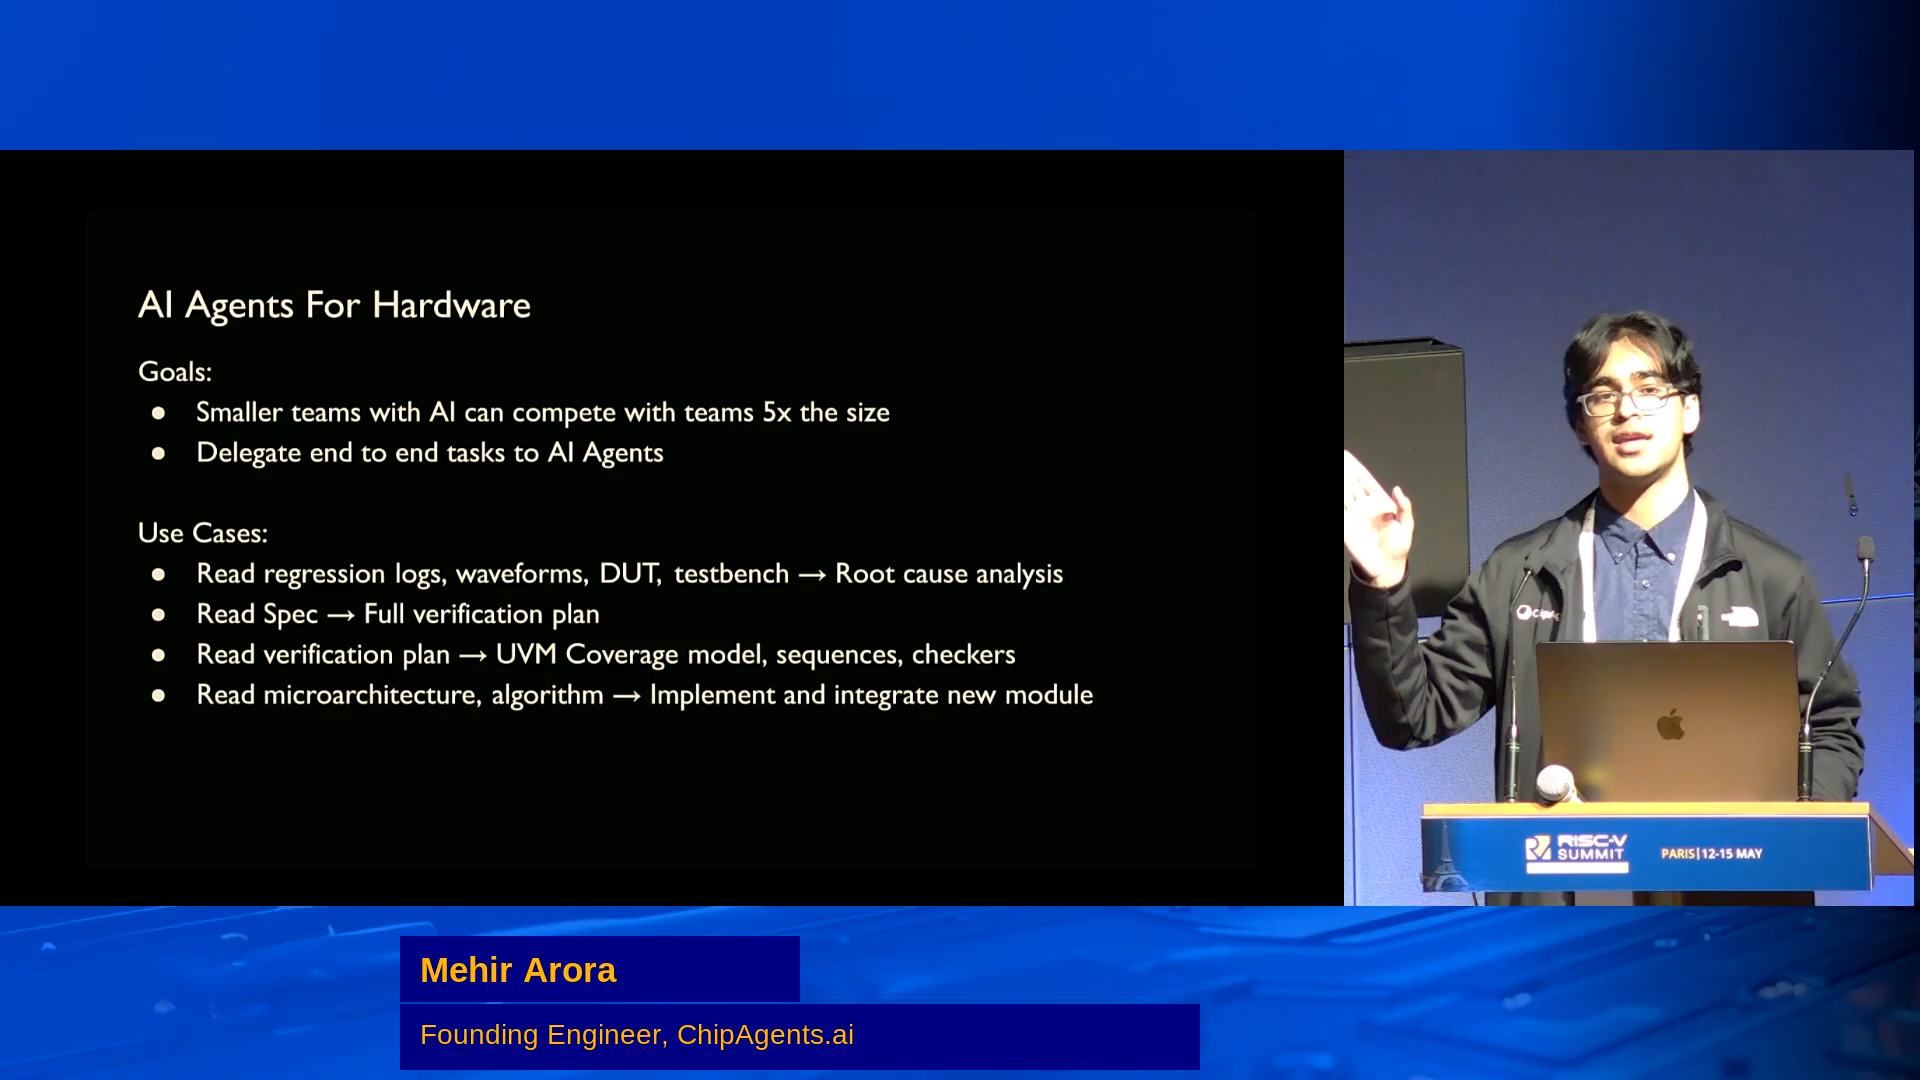 AI Agents For Hardware
Goals:
● Smaller teams with AI can compete with teams 5x the size
● Delegate end to end tasks to AI Agents
Use Cases:
● Read regression logs, waveforms, DUT, testbench → Root cause analysis
● Read Spec → Full verification plan
● Read verification plan → UVM Coverage model, sequences, checkers
● Read microarchitecture, algorithm → Implement and integrate new module
RISC-V
SUMMIT
PARIS | 12-15 MAY
Mehir Arora
Founding Engineer, ChipAgents.ai